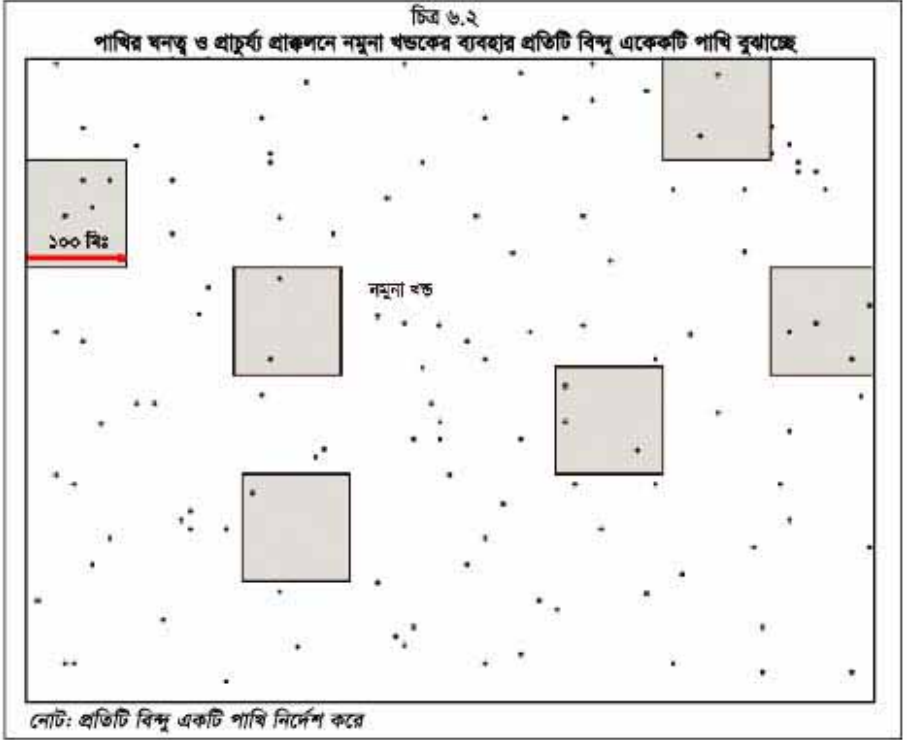 চিত্র ৬.২
পাখির ঘনত্ব ও প্রাচুর্য্য প্রাক্কলনে নমুনা খন্ডকের ব্যবহার প্রতিটি বিন্দু একেকটি পাখি বুঝাচ্ছে
১০০ মিঃ
নমুনা খন্ড
নোট: প্রতিটি বিন্দু একটি পাখি নির্দেশ করে